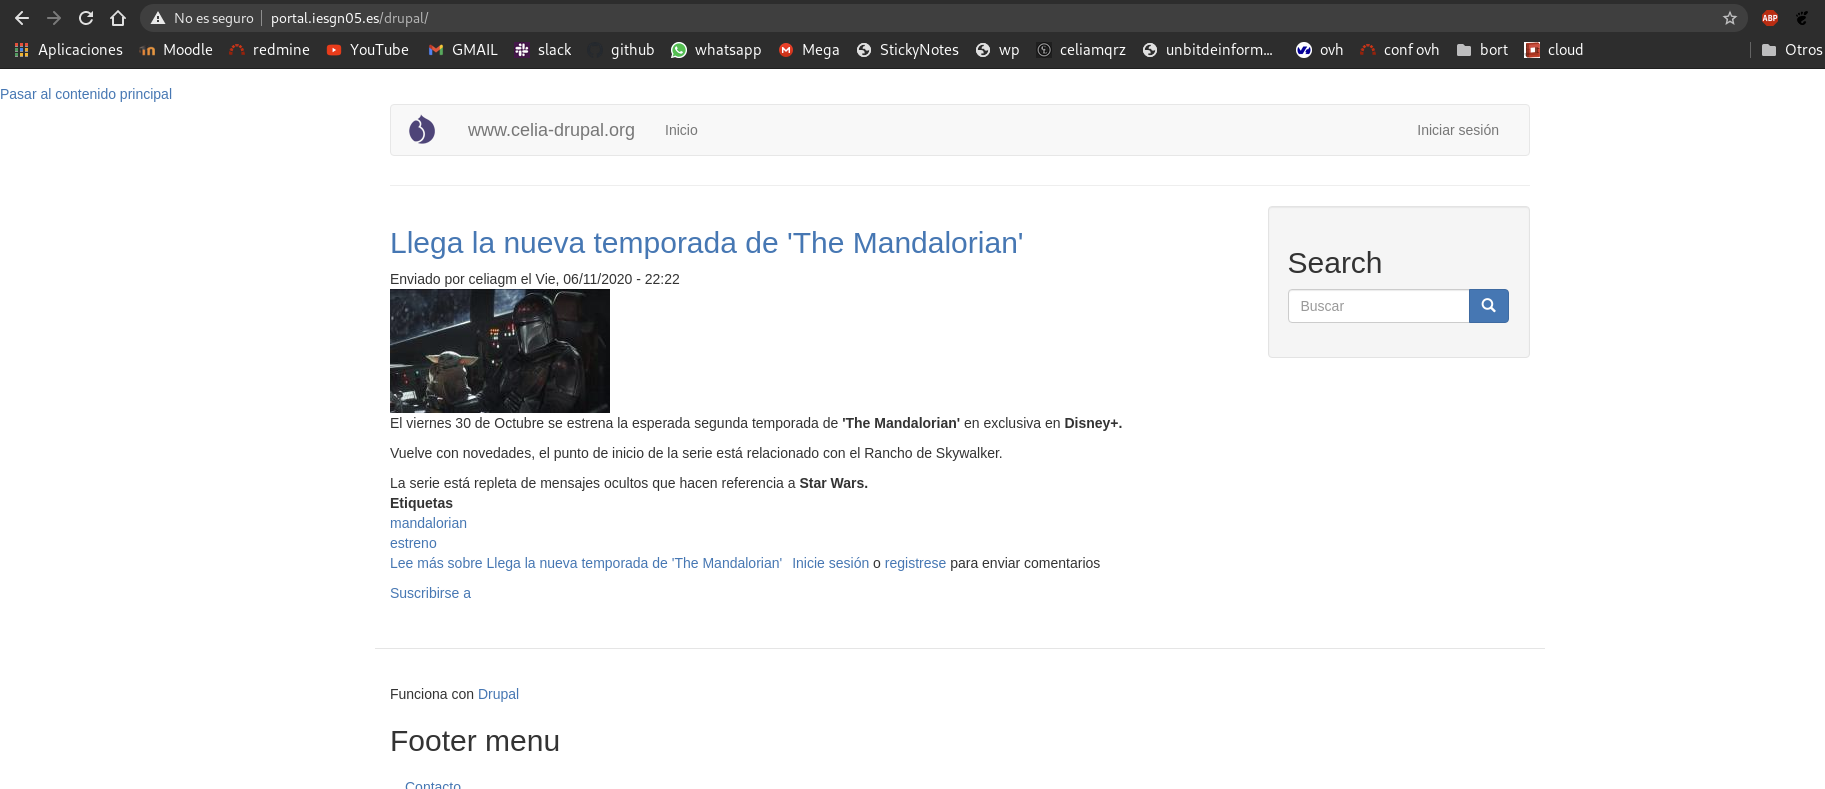 No es seguro portal.iesgn05.es/drupal/ ABP
Aplicaciones Moodle redmine YouTube GMAIL slack github whatsapp Mega StickyNotes wp celiamqrz unbitdeinform... ovh conf ovh bort cloud Otros
Pasar al contenido principal
www.celia-drupal.org Inicio Iniciar sesión
Llega la nueva temporada de 'The Mandalorian'
Enviado por celiagm el Vie, 06/11/2020 - 22:22
Search
Buscar
El viernes 30 de Octubre se estrena la esperada segunda temporada de 'The Mandalorian' en exclusiva en Disney+.
Vuelve con novedades, el punto de inicio de la serie está relacionado con el Rancho de Skywalker.
La serie está repleta de mensajes ocultos que hacen referencia a Star Wars.
Etiquetas
mandalorian
estreno
Lee más sobre Llega la nueva temporada de 'The Mandalorian' Inicie sesión o registrese para enviar comentarios
Suscribirse a
Funciona con Drupal
Footer menu
Contacto